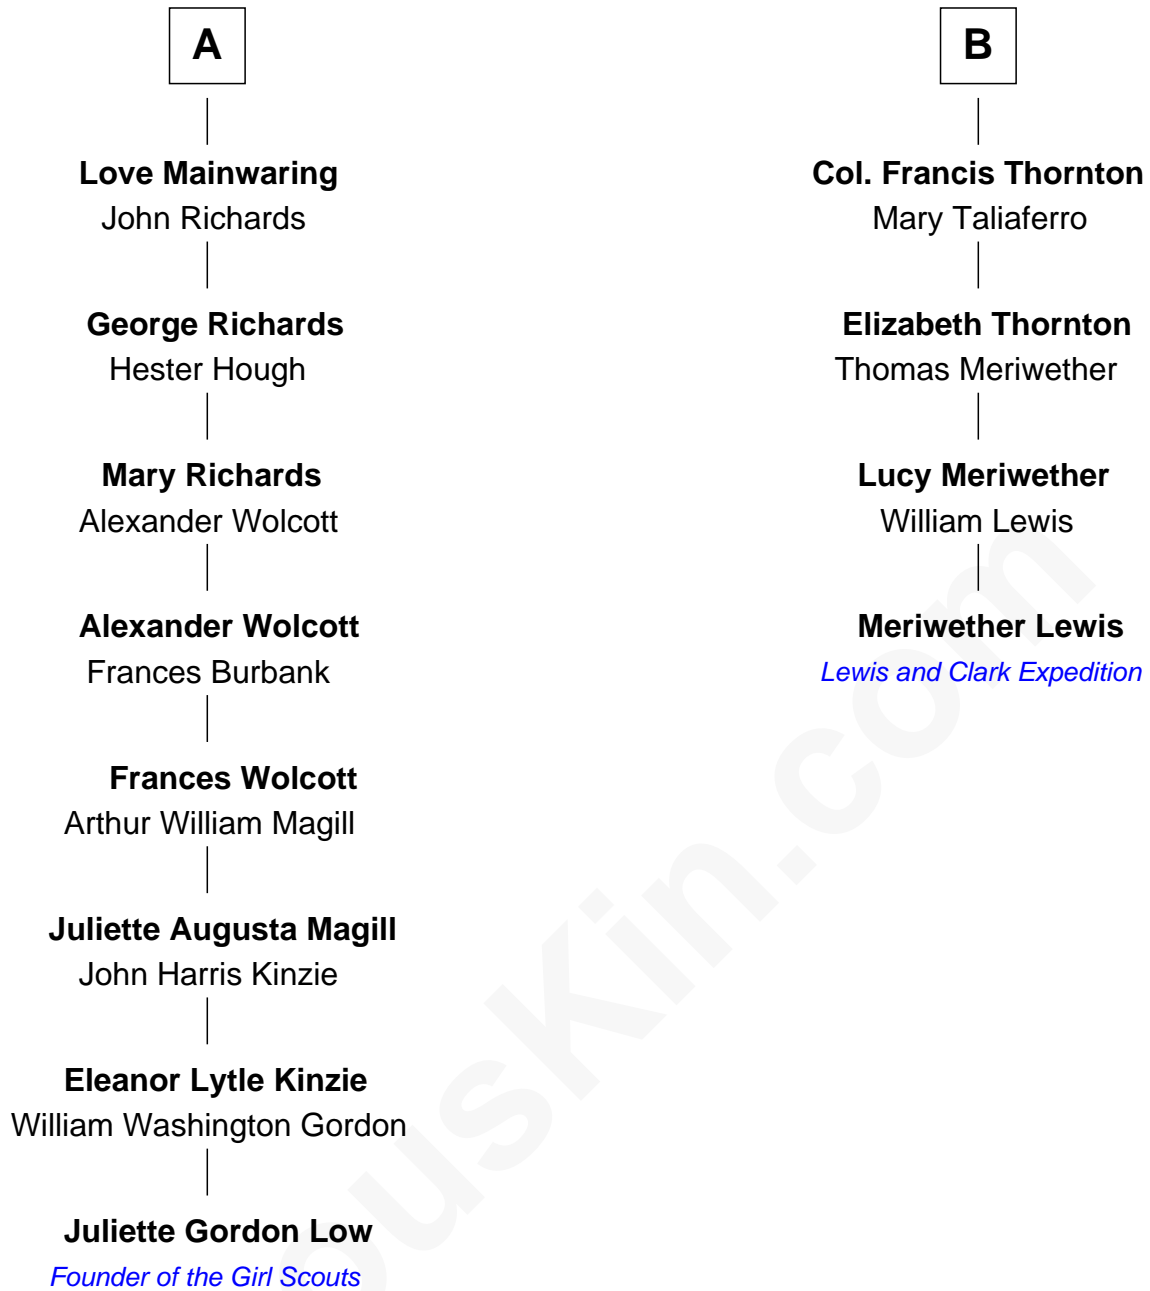 A
Love Mainwaring
John Richards
George Richards
Hester Hough
Mary Richards
Alexander Wolcott
Alexander Wolcott
Frances Burbank
Frances Wolcott
Arthur William Magill
Juliette Augusta Magill
John Harris Kinzie
Eleanor Lytle Kinzie
William Washington Gordon
Juliette Gordon Low
Founder of the Girl Scouts
B
Col. Francis Thornton
Mary Taliaferro
Elizabeth Thornton
Thomas Meriwether
Lucy Meriwether
William Lewis
Meriwether Lewis
Lewis and Clark Expedition
ousKin.com